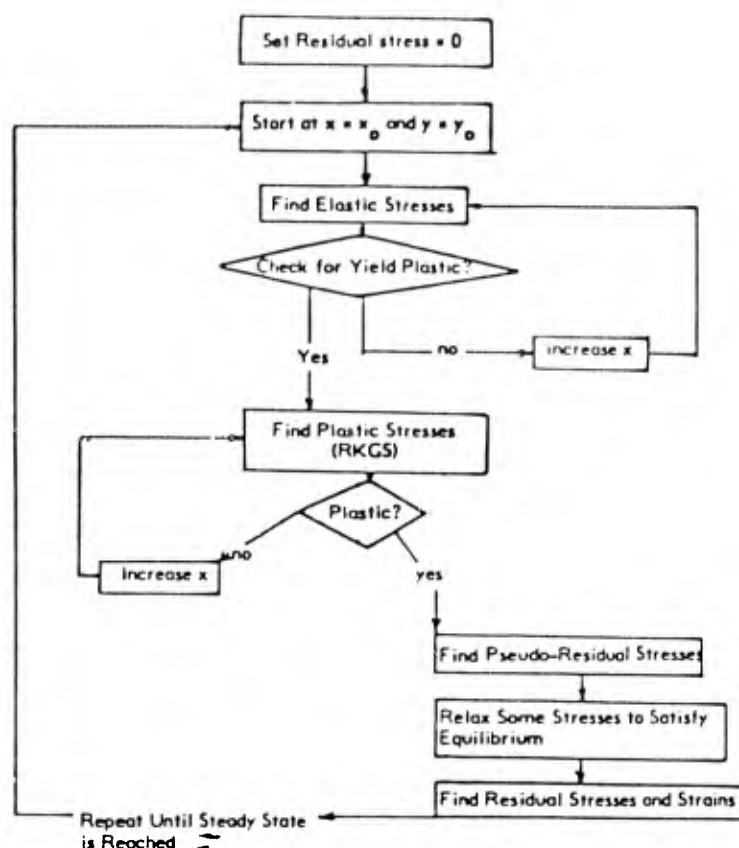 Set Residual stress = 0
Start at x = x₀ and y = y₀
Find Elastic Stresses
Check for Yield Plastic?
Yes
no
increase x
Find Plastic Stresses
(RKGS)
Plastic?
no
Increase x
yes
Find Pseudo-Residual Stresses
Relax Some Stresses to Satisfy
Equilibrium
Find Residual Stresses and Strains
Repeat Until Steady State
is Reached